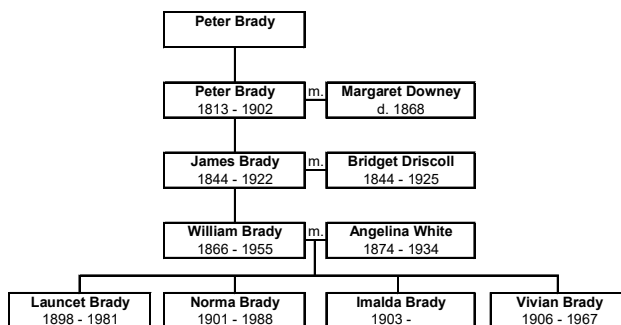 Peter Brady
Peter Brady m. Margaret Downey
1813 - 1902 d. 1868
James Brady m. Bridget Driscoll
1844 - 1922 1844 - 1925
William Brady m. Angelina White
1866 - 1955 1874 - 1934
Launcet Brady Norma Brady Imalda Brady Vivian Brady
1898 - 1981 1901 - 1988 1903 - 1906 - 1967